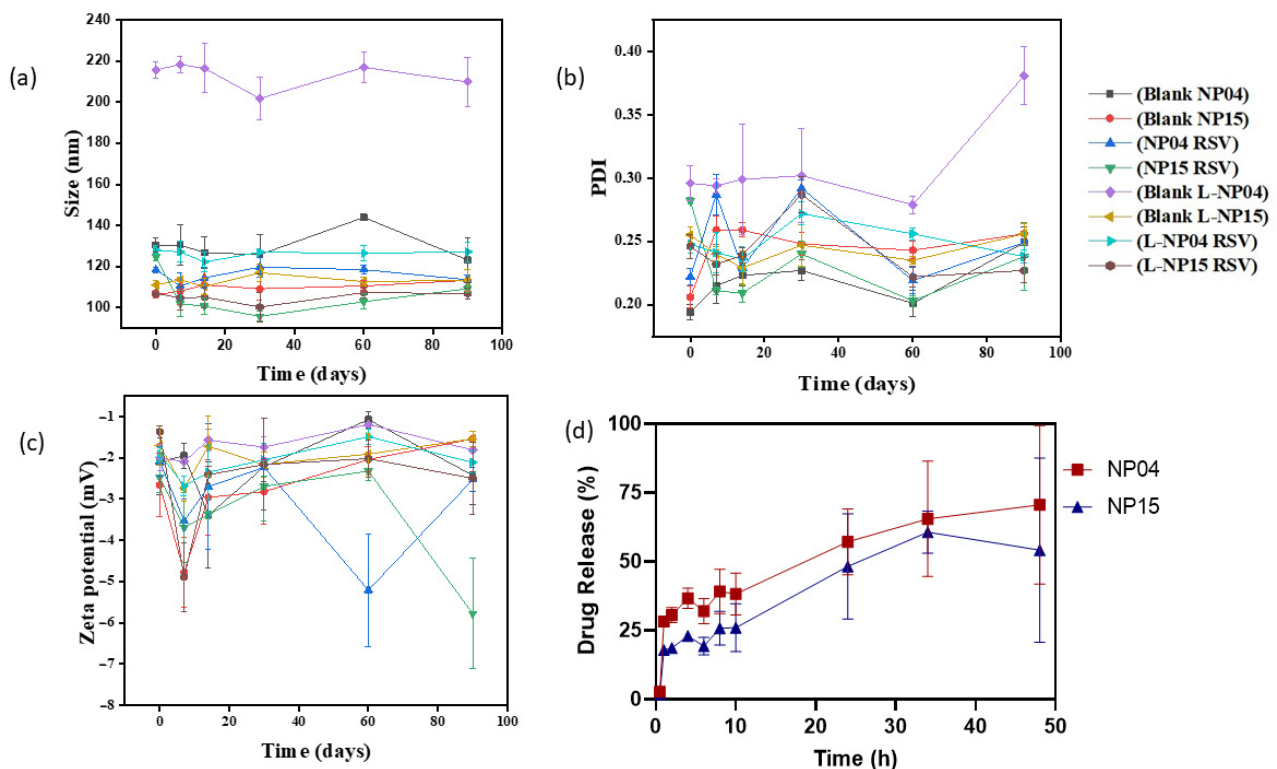 (a)
240
220
200
180
160
140
120
100
Size (nm)
0 20 40 60 80 100
Time (days)
(b)
0.40
0.35
0.30
0.25
0.20
PDI
0 20 40 60 80 100
Time (days)
(Blank NP04)
(Blank NP15)
(NP04 RSV)
(NP15 RSV)
(Blank L-NP04)
(Blank L-NP15)
(L-NP04 RSV)
(L-NP15 RSV)
(c)
−1
−2
−3
−4
−5
−6
−7
−8
Zeta potential (mV)
0 20 40 60 80 100
Time (days)
(d)
100
75
50
25
0
Drug Release (%)
0 10 20 30 40 50
Time (h)
NP04
NP15